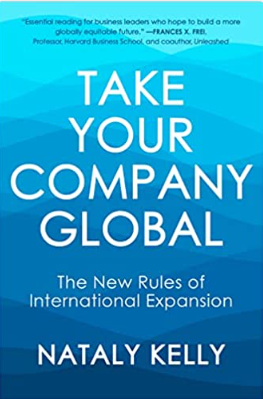 "Essential reading for business leaders who hope to build a more
globally equitable future." —FRANCES X. FREI,
Professor, Harvard Business School, and coauthor, Unleashed
TAKE
YOUR
COMPANY
GLOBAL
The New Rules of
International Expansion
NATALY KELLY